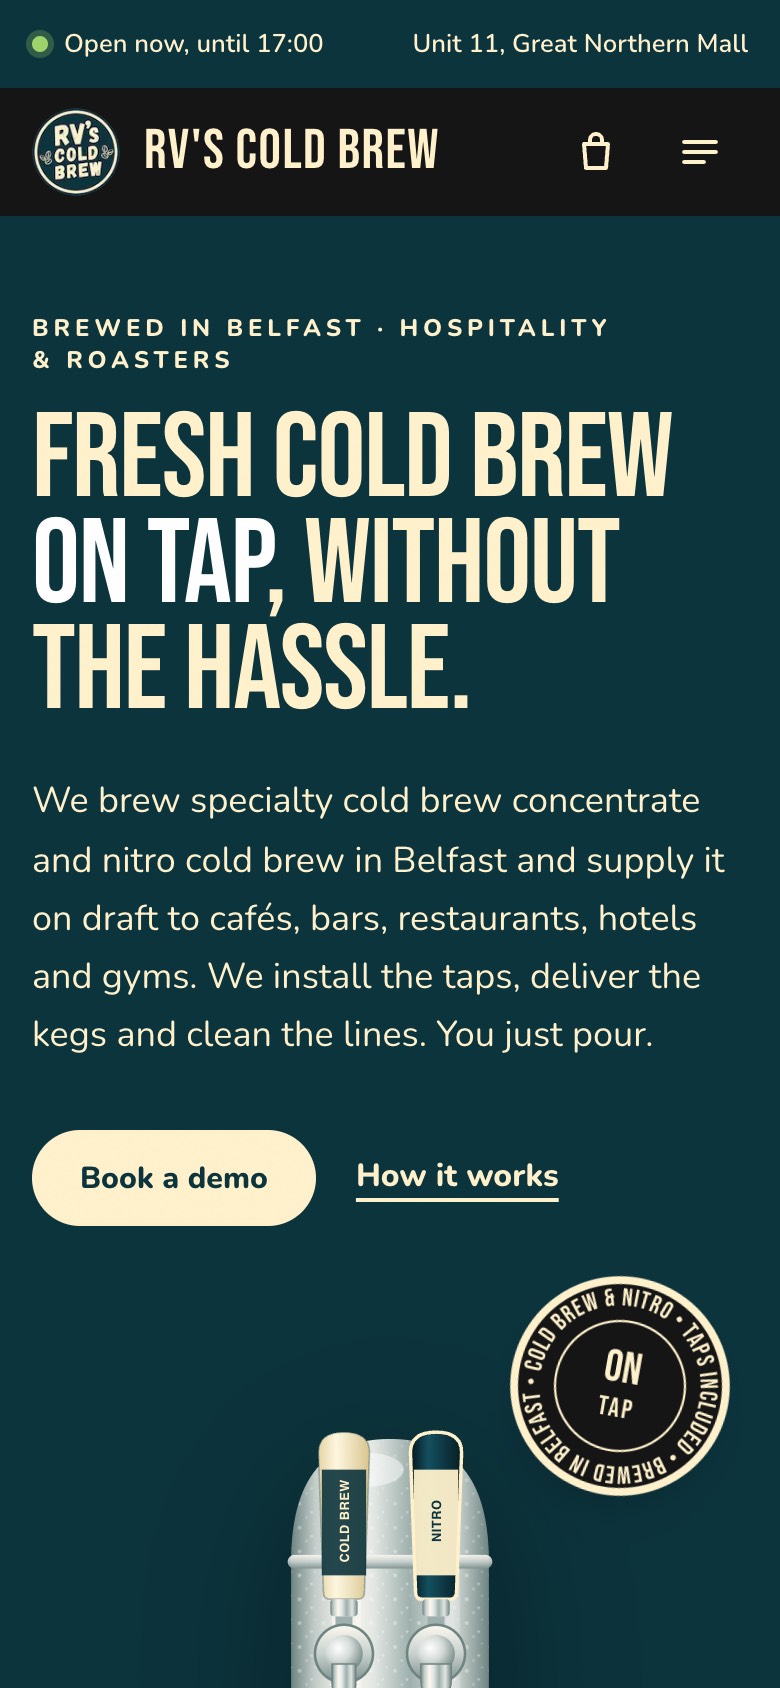 Open now, until 17:00
Unit 11, Great Northern Mall
RV's
COLD
BREW
RV'S COLD BREW
BREWED IN BELFAST · HOSPITALITY
& ROASTERS
FRESH COLD BREW
ON TAP, WITHOUT
THE HASSLE.
We brew specialty cold brew concentrate
and nitro cold brew in Belfast and supply it
on draft to cafés, bars, restaurants, hotels
and gyms. We install the taps, deliver the
kegs and clean the lines. You just pour.
Book a demo
How it works
COLD BREW & NITRO • TAPS INCLUDED • BREWED IN BELFAST •
ON
TAP
COLD BREW
NITRO